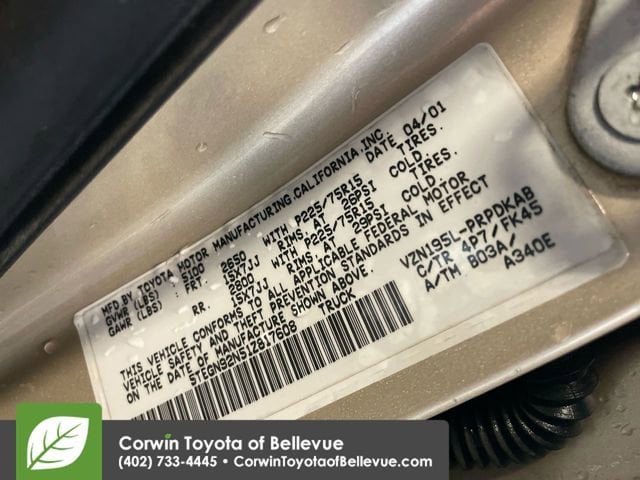 MFD BY TOYOTA MOTOR MANUFACTURING, CALIFORNIA, INC.
GVWR (LBS) 5100 DATE 04/01
GAWR (LBS) FRT. 2650 WITH P225/75R15 TIRES.
15X7JJ RIMS, AT 26PSI COLD.
RR. 2800 WITH P225/75R15 TIRES.
15X7JJ RIMS, AT 29PSI COLD.
THIS VEHICLE CONFORMS TO ALL APPLICABLE FEDERAL MOTOR
VEHICLE SAFETY AND THEFT PREVENTION STANDARDS IN EFFECT
ON THE DATE OF MANUFACTURE SHOWN ABOVE.
5TEGN92N51Z817608 TRUCK
VZN195L-PRPDKAB
C/TR 4P7/FK45
A/TM B03A/
A340E
Corwin Toyota of Bellevue
(402) 733-4445 • CorwinToyotaofBellevue.com